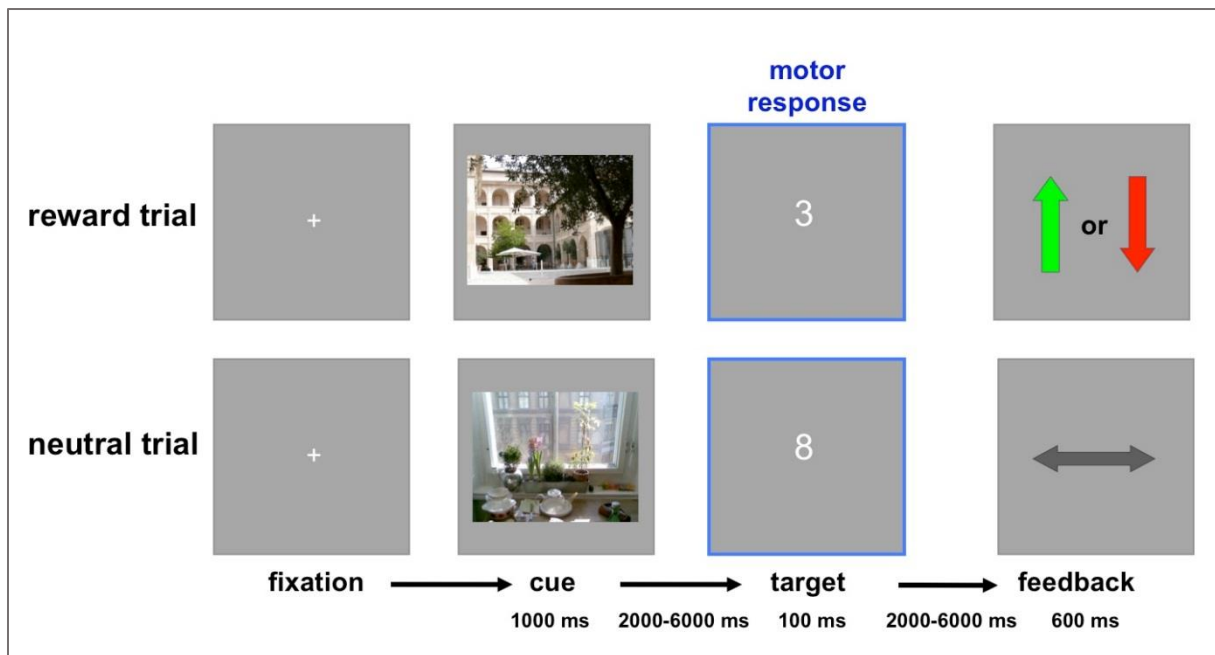 motor
response
reward trial
+
3
or
neutral trial
+
8
fixation
cue
target
feedback
1000 ms
2000-6000 ms
100 ms
2000-6000 ms
600 ms